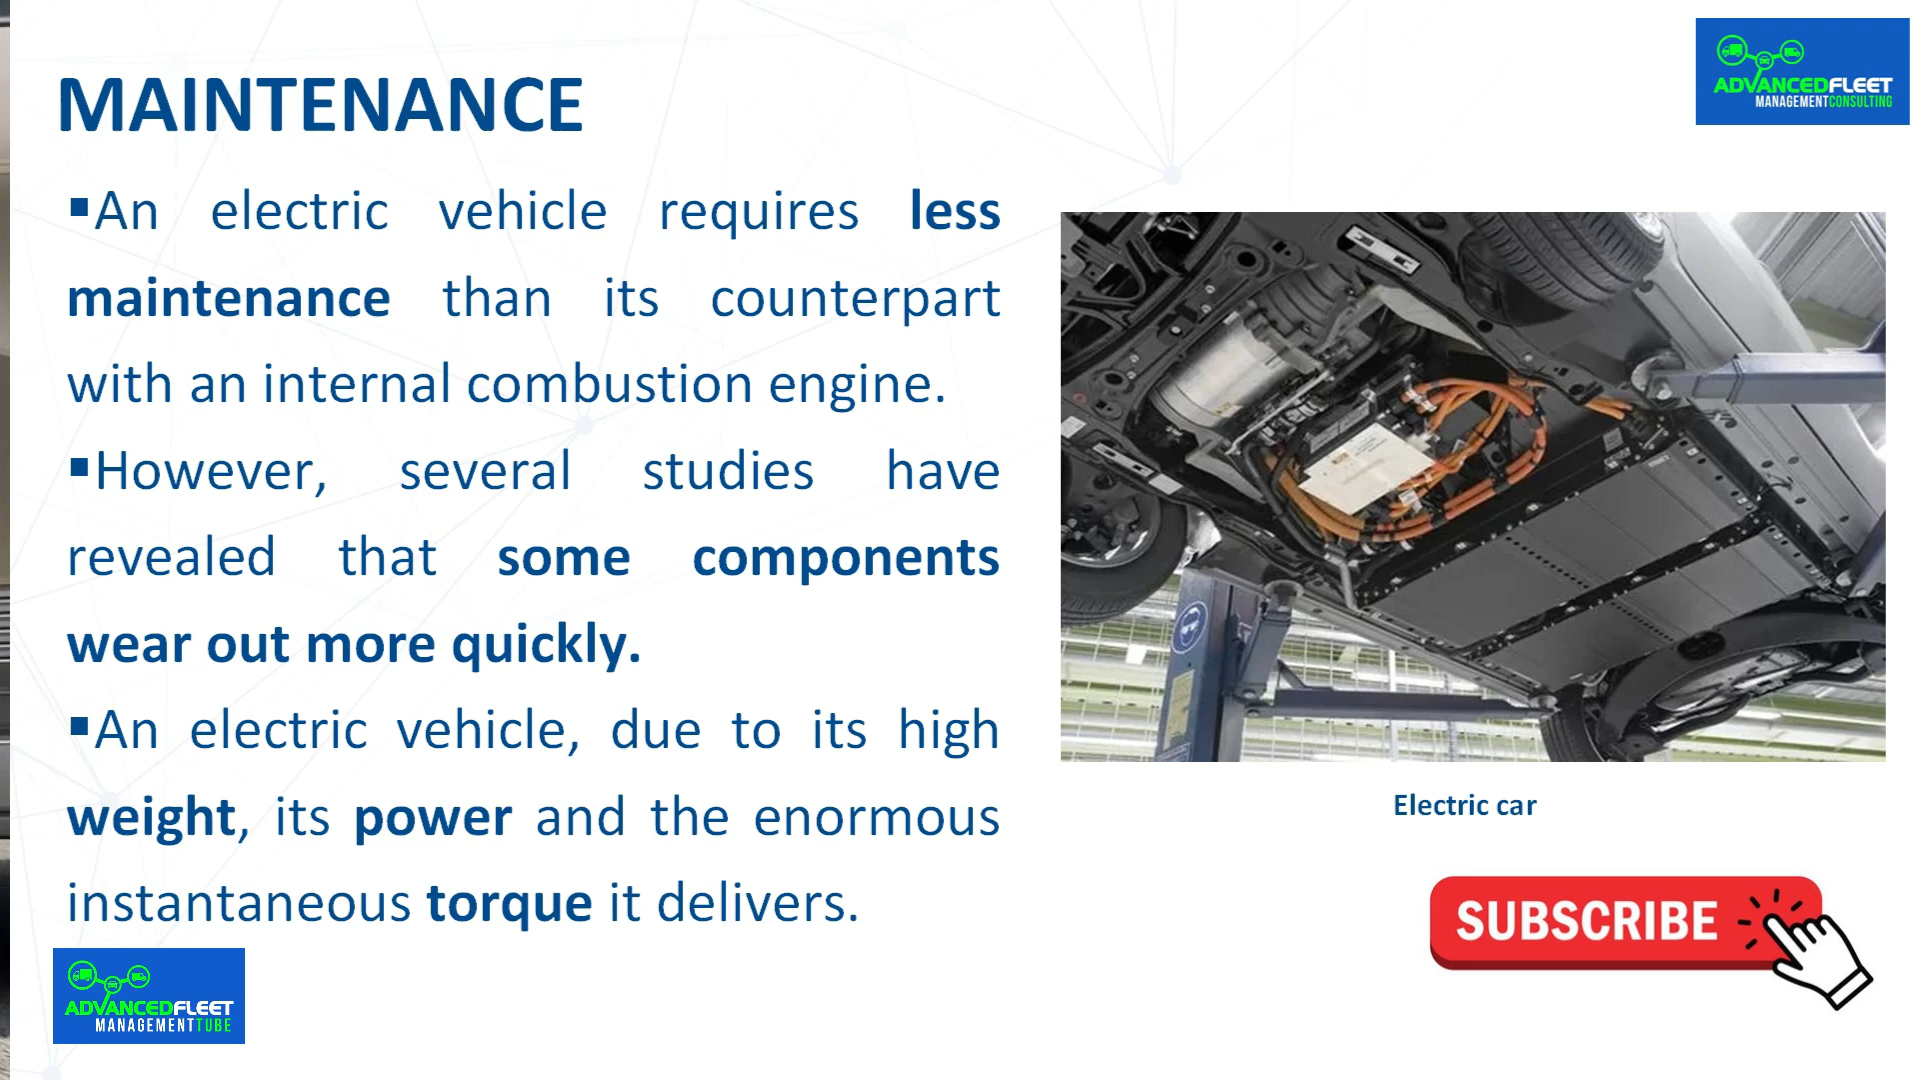 MAINTENANCE
ADVANCEDFLEET
MANAGEMENTCONSULTING
▪An electric vehicle requires less
maintenance than its counterpart
with an internal combustion engine.
▪However, several studies have
revealed that some components
wear out more quickly.
▪An electric vehicle, due to its high
weight, its power and the enormous
instantaneous torque it delivers.
Electric car
SUBSCRIBE
ADVANCEDFLEET
MANAGEMENTTUBE